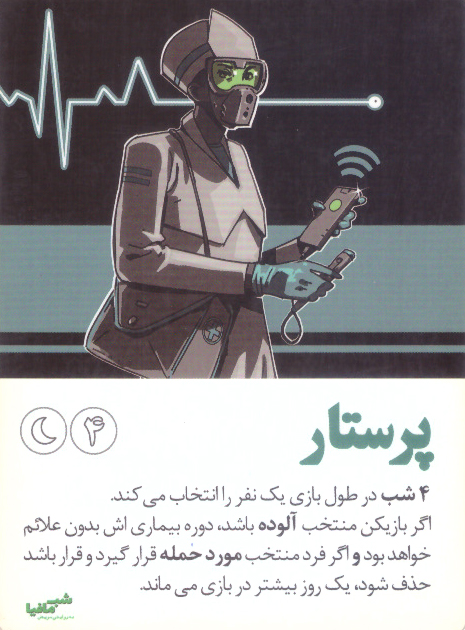 پرستار
۴
۴ شب در طول بازی یک نفر را انتخاب می کند.
اگر بازیکن منتخب آلوده باشد، دوره بیماری اش بدون علائم
خواهد بود و اگر فرد منتخب مورد حمله قرار گیرد و قرار باشد
حذف شود، یک روز بیشتر در بازی می ماند.
شب
مافیا